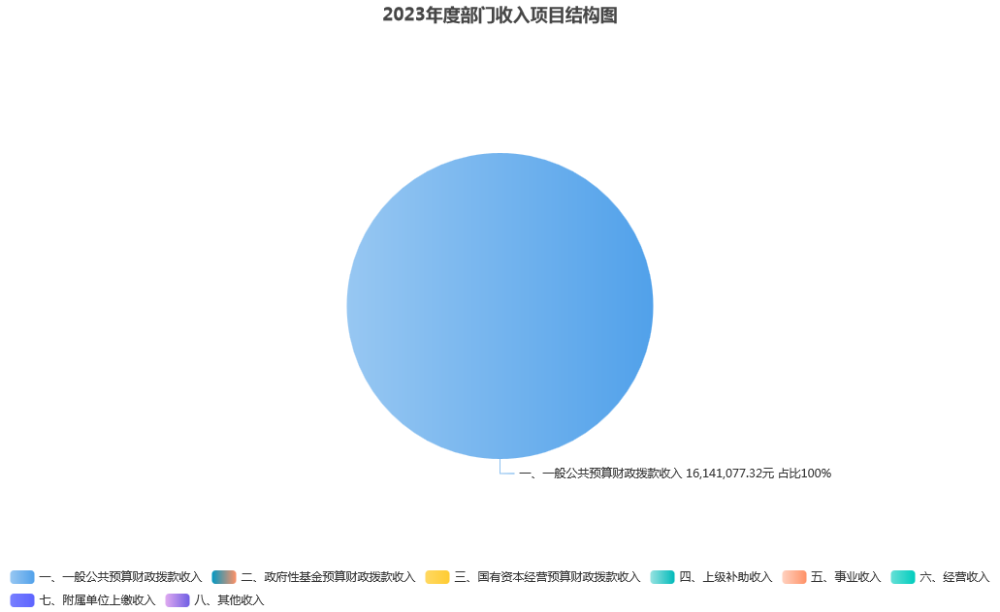 2023年度部门收入项目结构图
一、一般公共预算财政拨款收入 16,141,077.32元 占比100%
一、一般公共预算财政拨款收入 二、政府性基金预算财政拨款收入 三、国有资本经营预算财政拨款收入 四、上级补助收入 五、事业收入 六、经营收入
七、附属单位上缴收入 八、其他收入